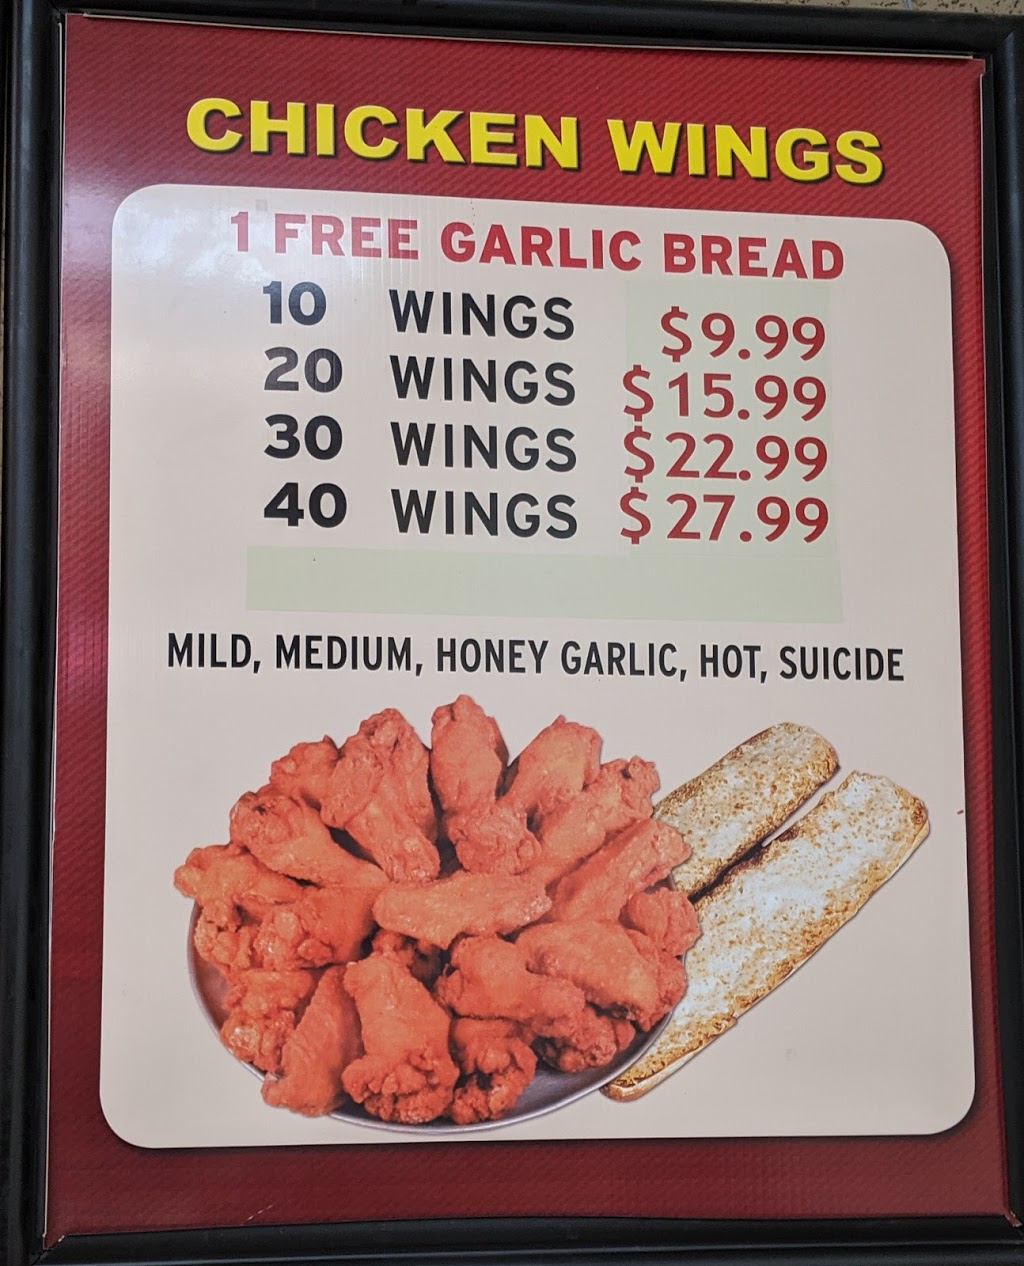 CHICKEN WINGS
1 FREE GARLIC BREAD
10 WINGS $9.99
20 WINGS $15.99
30 WINGS $22.99
40 WINGS $27.99
MILD, MEDIUM, HONEY GARLIC, HOT, SUICIDE